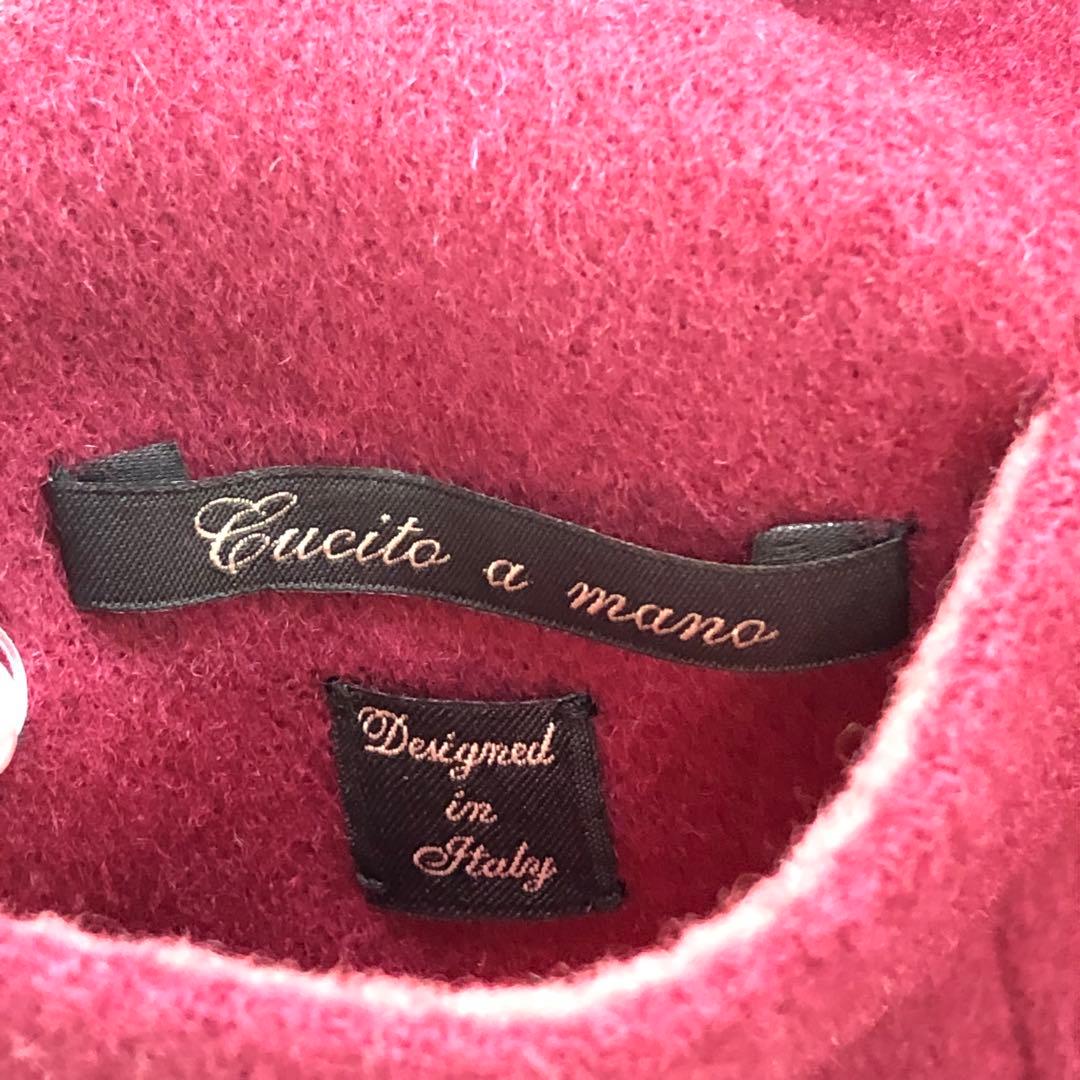 Cucito a mano
Designed
in
Italy